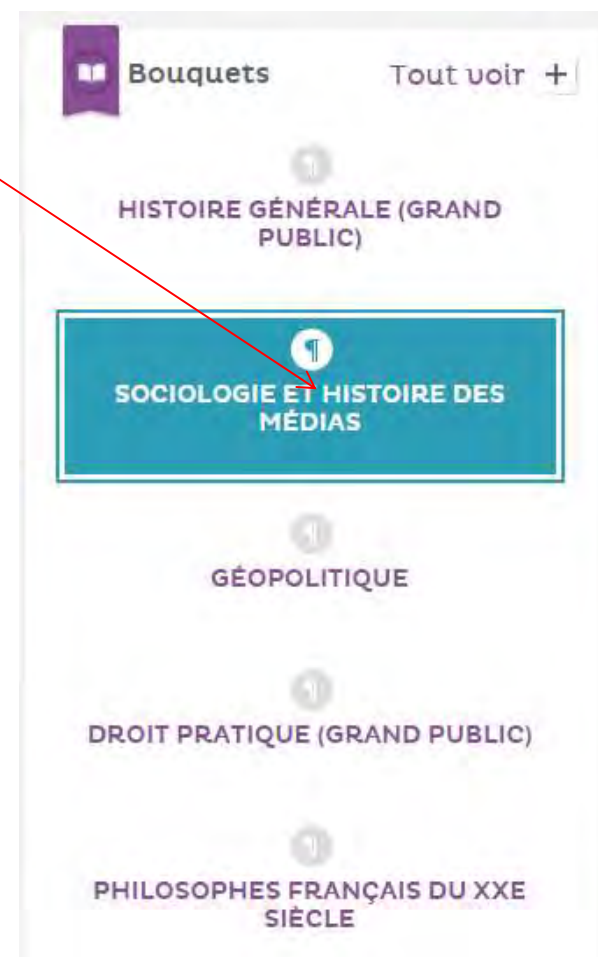 Bouquets Tout voir +
¶
HISTOIRE GÉNÉRALE (GRAND
PUBLIC)
¶
SOCIOLOGIE ET HISTOIRE DES
MÉDIAS
¶
GÉOPOLITIQUE
¶
DROIT PRATIQUE (GRAND PUBLIC)
¶
PHILOSOPHES FRANÇAIS DU XXE
SIÈCLE